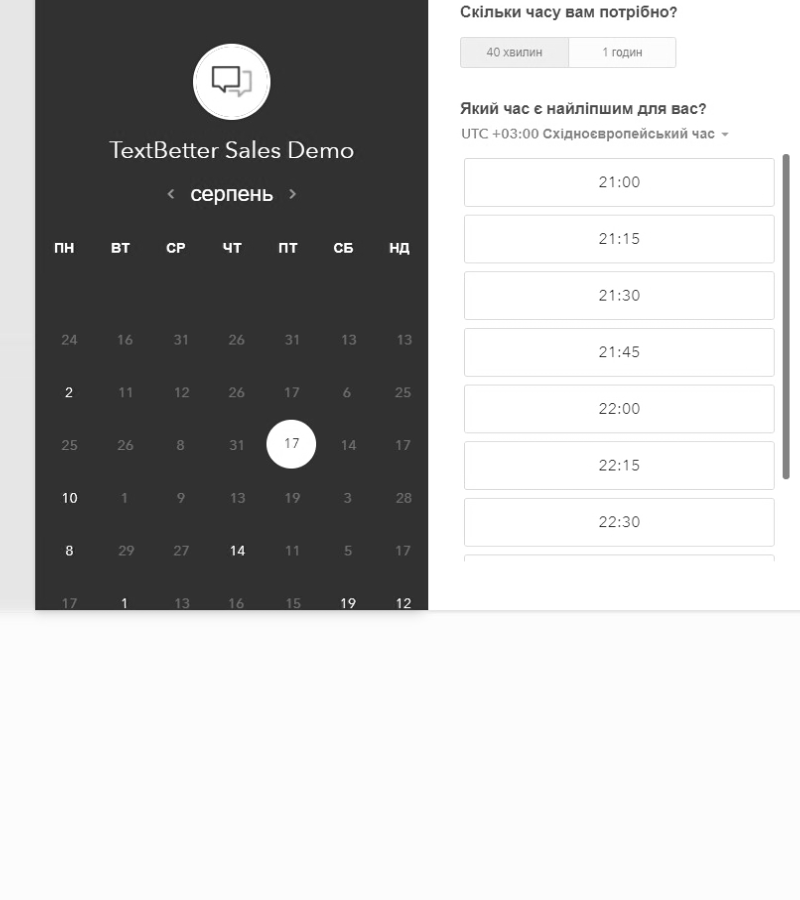 TextBetter Sales Demo
серпень
ПН ВТ СР ЧТ ПТ СБ НД
24 16 31 26 31 13 13
2 11 12 26 17 6 25
25 26 8 31 17 14 17
10 1 9 13 19 3 28
8 29 27 14 11 5 17
17 1 13 16 15 19 12
Скільки часу вам потрібно?
40 хвилин 1 годин
Який час є найліпшим для вас?
UTC +03:00 Східноєвропейський час
21:00
21:15
21:30
21:45
22:00
22:15
22:30